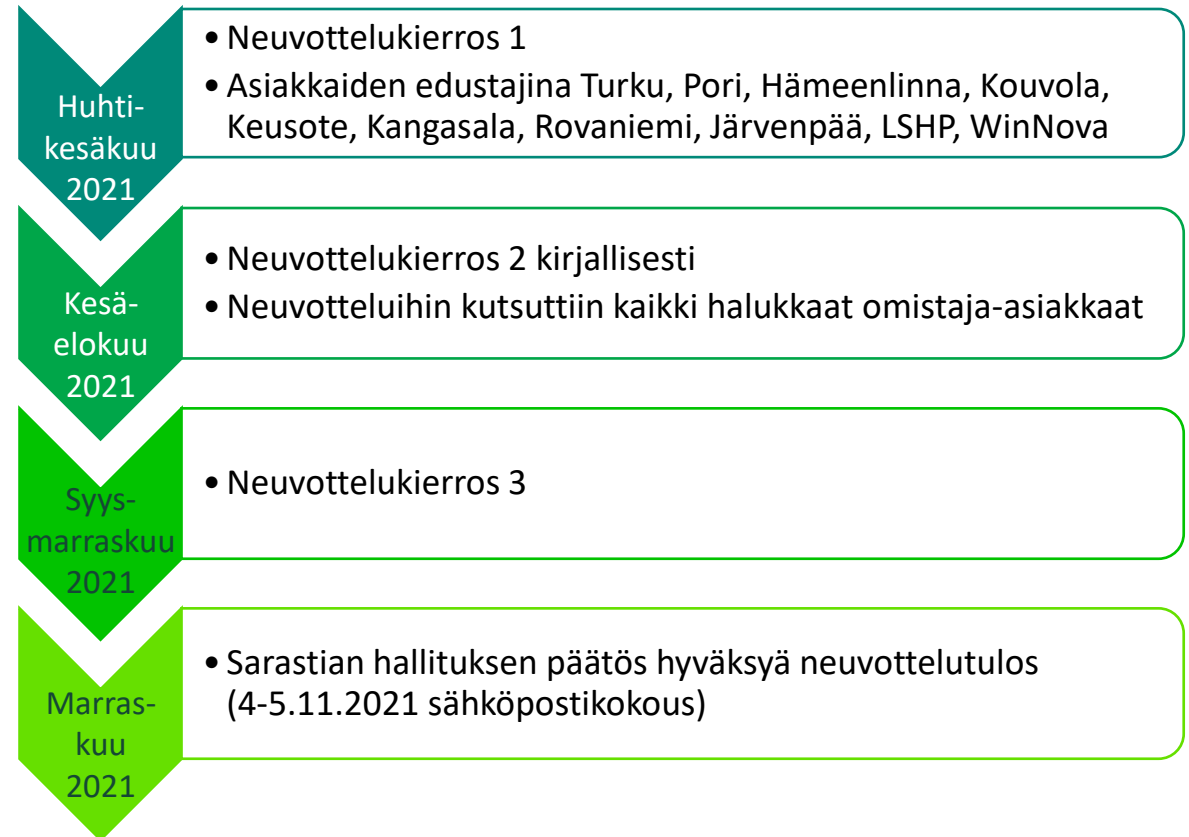 Huhti-
kesäkuu
2021
• Neuvottelukierros 1
• Asiakkaiden edustajina Turku, Pori, Hämeenlinna, Kouvola,
Keusote, Kangasala, Rovaniemi, Järvenpää, LSHP, WinNova
Kesä-
elokuu
2021
• Neuvottelukierros 2 kirjallisesti
• Neuvotteluihin kutsuttiin kaikki halukkaat omistaja-asiakkaat
Syys-
marraskuu
2021
• Neuvottelukierros 3
Marras-
kuu
2021
• Sarastian hallituksen päätös hyväksyä neuvottelutulos
(4-5.11.2021 sähköpostikokous)